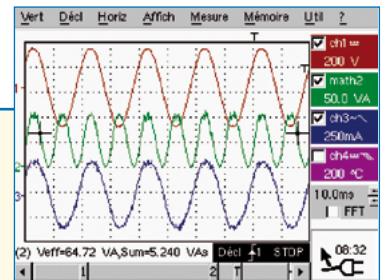 Vert Décl Horiz Affich Mesure Mémoire Util ?
T
T
1
2
3
ch1
200 V
math2
50.0 VA
ch3
250mA
ch4
200 °C
10.0ms
FFT
(2) Veff=64.72 VA,Sum=5.240 VAs Décl 1 STOP
1 2 T
08:32